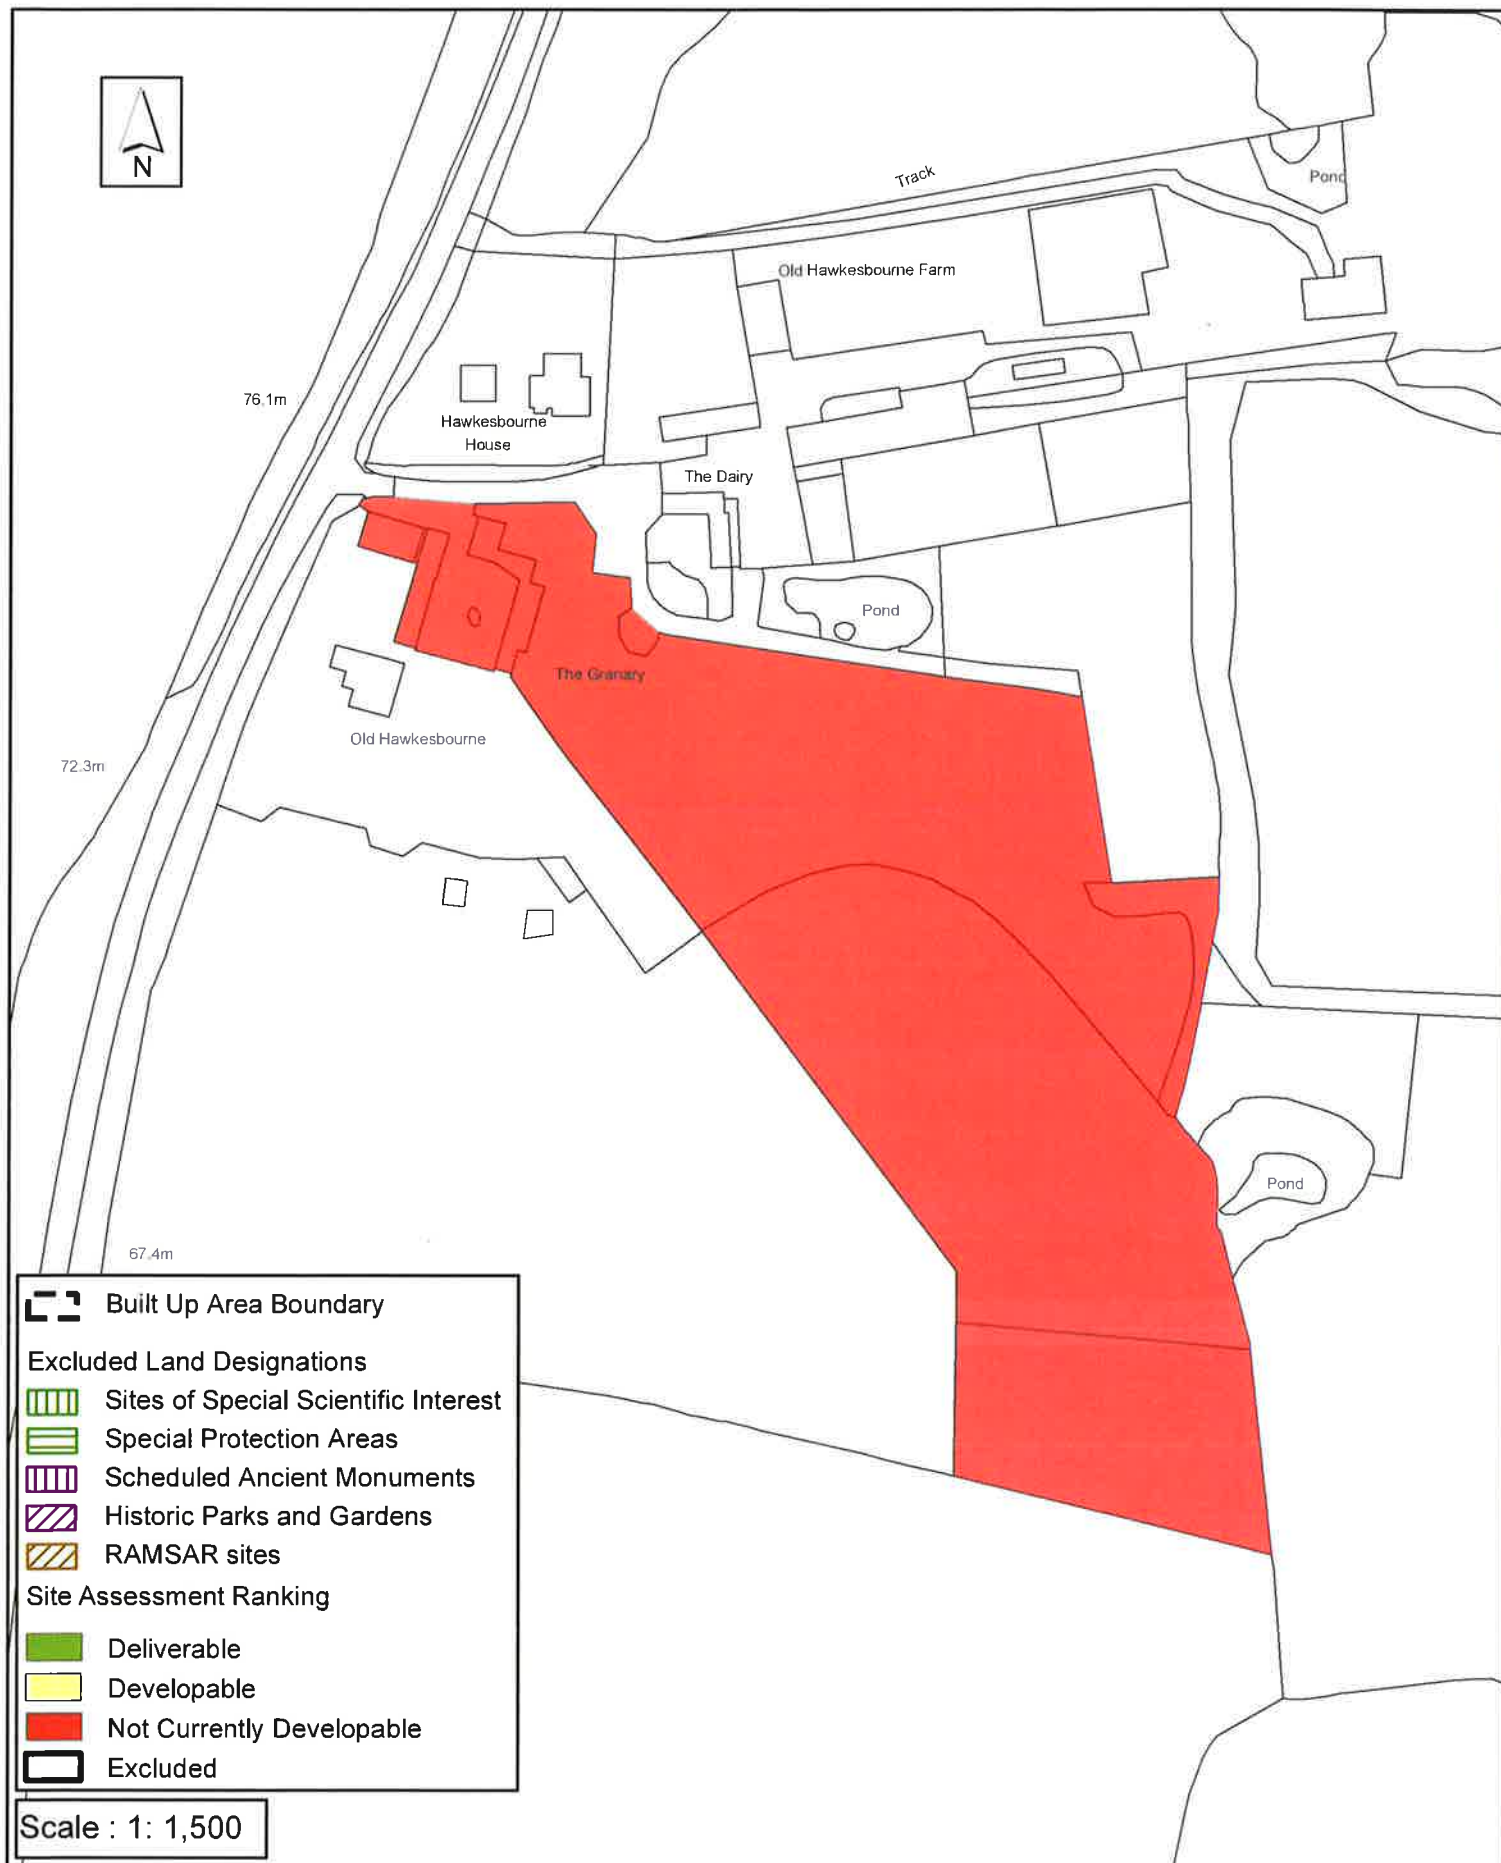 N
Track
Pond
Old Hawkesbourne Farm
76.1m
Hawkesbourne
House
The Dairy
Pond
The Granary
Old Hawkesbourne
72.3m
Pond
67.4m
Built Up Area Boundary
Excluded Land Designations
Sites of Special Scientific Interest
Special Protection Areas
Scheduled Ancient Monuments
Historic Parks and Gardens
RAMSAR sites
Site Assessment Ranking
Deliverable
Developable
Not Currently Developable
Excluded
Scale : 1: 1,500